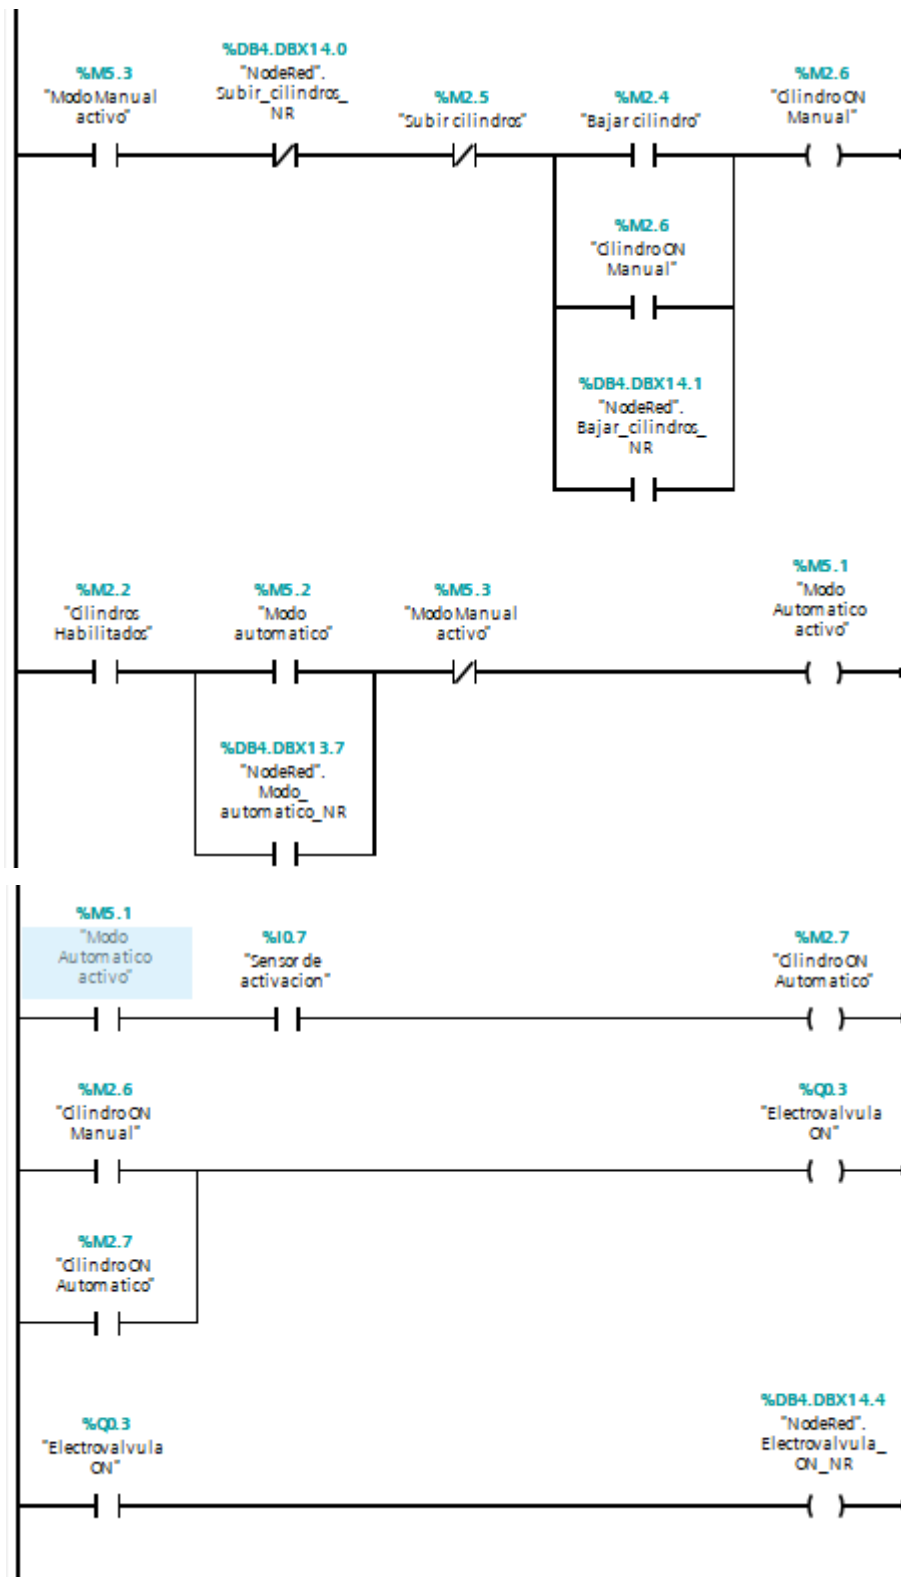 %M5.3
"Modo Manual
activo"
%DB4.DBX14.0
"NodeRed".
Subir_cilindros_
NR
%M2.5
"Subir cilindros"
%M2.4
"Bajar cilindro"
%M2.6
"Cilindro ON
Manual"
%M2.6
"Cilindro ON
Manual"
%DB4.DBX14.1
"NodeRed".
Bajar_cilindros_
NR
%M2.2
"Cilindros
Habilitados"
%M5.2
"Modo
automatico"
%M5.3
"Modo Manual
activo"
%M5.1
"Modo
Automatico
activo"
%DB4.DBX13.7
"NodeRed".
Modo_
automatico_NR
%M5.1
"Modo
Automatico
activo"
%I0.7
"Sensor de
activacion"
%M2.7
"Cilindro ON
Automatico"
%M2.6
"Cilindro ON
Manual"
%Q0.3
"Electrovalvula
ON"
%M2.7
"Cilindro ON
Automatico"
%Q0.3
"Electrovalvula
ON"
%DB4.DBX14.4
"NodeRed".
Electrovalvula_
ON_NR